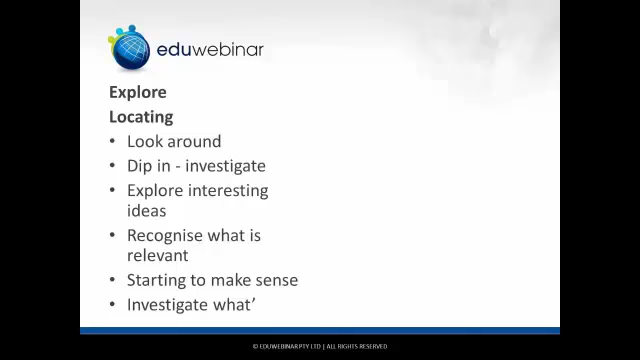 eduwebinar
Explore
Locating
• Look around
• Dip in - investigate
• Explore interesting
ideas
• Recognise what is
relevant
• Starting to make sense
• Investigate what’
© EDUWEBINAR PTY LTD | ALL RIGHTS RESERVED